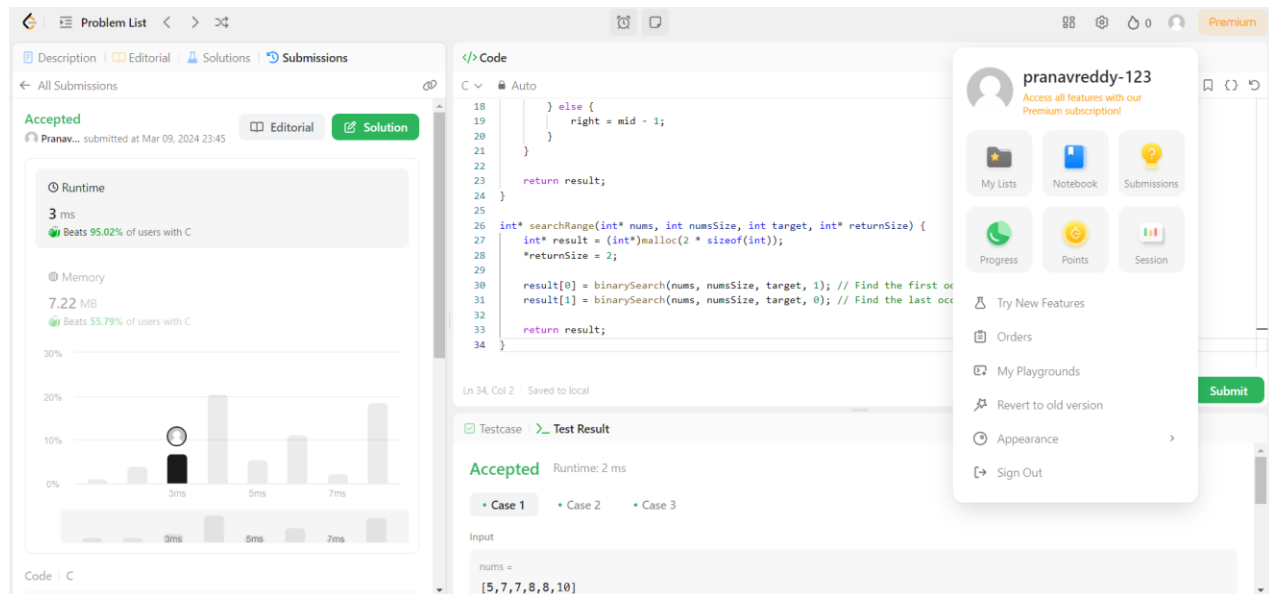 Problem List
0
Premium
Description
Editorial
Solutions
Submissions
All Submissions
Accepted
Pranav... submitted at Mar 09, 2024 23:45
Editorial
Solution
Runtime
3 ms
Beats 95.02% of users with C
Memory
7.22 MB
Beats 55.79% of users with C
30%
20%
10%
0%
3ms 5ms 7ms
3ms 5ms 7ms
Code C
</> Code
C Auto
18 } else {
19 right = mid - 1;
20 }
21 }
22
23 return result;
24 }
25
26 int* searchRange(int* nums, int numsSize, int target, int* returnSize) {
27 int* result = (int*)malloc(2 * sizeof(int));
28 *returnSize = 2;
29
30 result[0] = binarySearch(nums, numsSize, target, 1); // Find the first oc
31 result[1] = binarySearch(nums, numsSize, target, 0); // Find the last occ
32
33 return result;
34 }
Ln 34, Col 2 Saved to local
Submit
Testcase
Test Result
Accepted Runtime: 2 ms
• Case 1 • Case 2 • Case 3
Input
nums =
[5,7,7,8,8,10]
pranavreddy-123
Access all features with our
Premium subscription!
My Lists Notebook Submissions
Progress Points Session
Try New Features
Orders
My Playgrounds
Revert to old version
Appearance
Sign Out